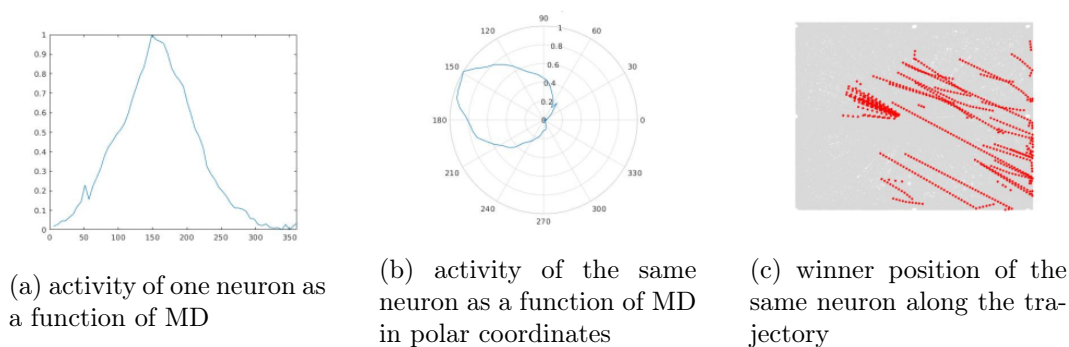 1
0.9
0.8
0.7
0.6
0.5
0.4
0.3
0.2
0.1
0
0 50 100 150 200 250 300 350
90
120 60
150 30
180 0
210 330
240 300
270
1
0.8
0.6
0.4
0.2
0
(a) activity of one neuron as
a function of MD
(b) activity of the same
neuron as a function of MD
in polar coordinates
(c) winner position of the
same neuron along the tra-
jectory